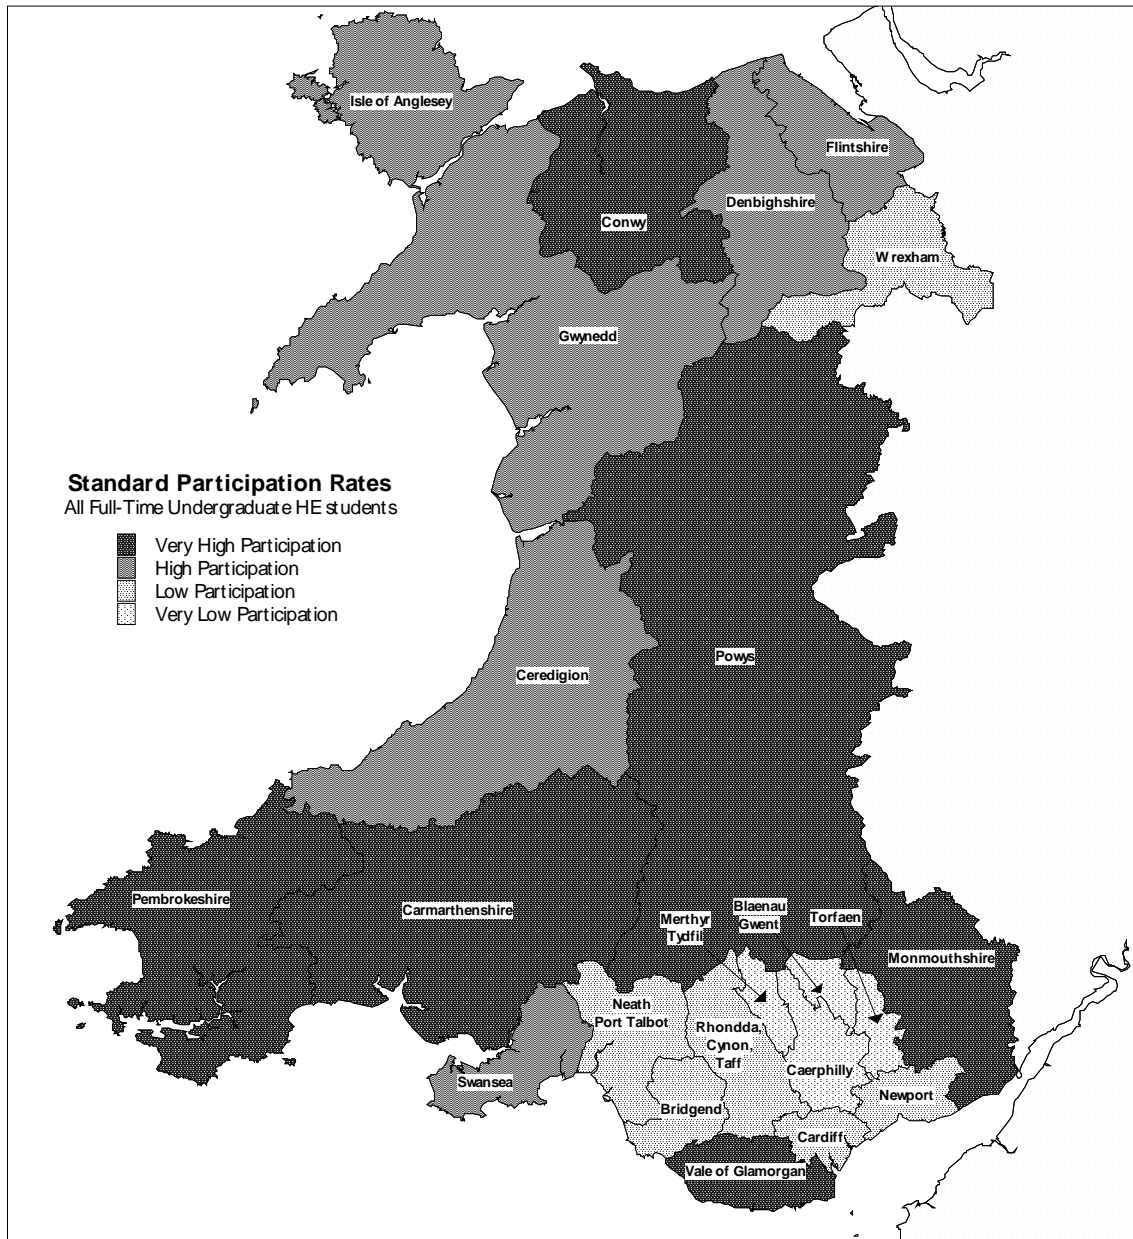 Isle of Anglesey
Flintshire
Denbighshire
Conwy
Wrexham
Gwynedd
Standard Participation Rates
All Full-Time Undergraduate HE students
Very High Participation
High Participation
Low Participation
Very Low Participation
Powys
Ceredigion
Pembrokeshire
Carmarthenshire
Merthyr
Tydfil
Blaenau
Gwent
Torfaen
Monmouthshire
Neath
Port Talbot
Rhondda,
Cynon,
Taff
Caerphilly
Swansea
Newport
Bridgend
Cardiff
Vale of Glamorgan